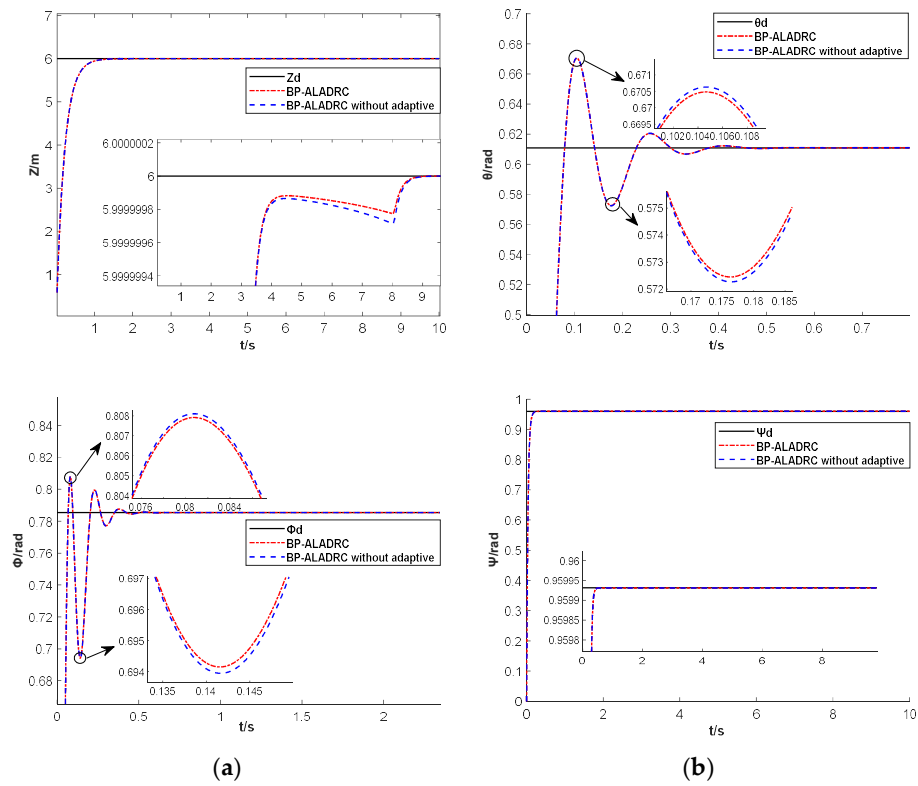 7
6
5
4
3
2
1
Z/m
Zd
BP-ALADRC
BP-ALADRC without adaptive
6.0000002
6
5.9999998
5.9999996
5.9999994
1 2 3 4 5 6 7 8 9
1 2 3 4 5 6 7 8 9 10
t/s
0.7
0.68
0.66
0.64
0.62
0.6
0.58
0.56
0.54
0.52
0.5
θ/rad
θd
BP-ALADRC
BP-ALADRC without adaptive
0.671
0.6705
0.67
0.6695
0.102 0.104 0.106 0.108
0.575
0.574
0.573
0.572
0.17 0.175 0.18 0.185
0 0.1 0.2 0.3 0.4 0.5 0.6 0.7
t/s
0.84
0.82
0.8
0.78
0.76
0.74
0.72
0.7
0.68
Φ/rad
0.808
0.807
0.806
0.805
0.804
0.076 0.08 0.084
Φd
BP-ALADRC
BP-ALADRC without adaptive
0.697
0.696
0.695
0.694
0.135 0.14 0.145
0 0.5 1 1.5 2
t/s
1
0.9
0.8
0.7
0.6
0.5
0.4
0.3
0.2
0.1
0
Ψ/rad
Ψd
BP-ALADRC
BP-ALADRC without adaptive
0.96
0.95995
0.9599
0.95985
0.9598
0 2 4 6 8
0 2 4 6 8 10
t/s
(a)
(b)